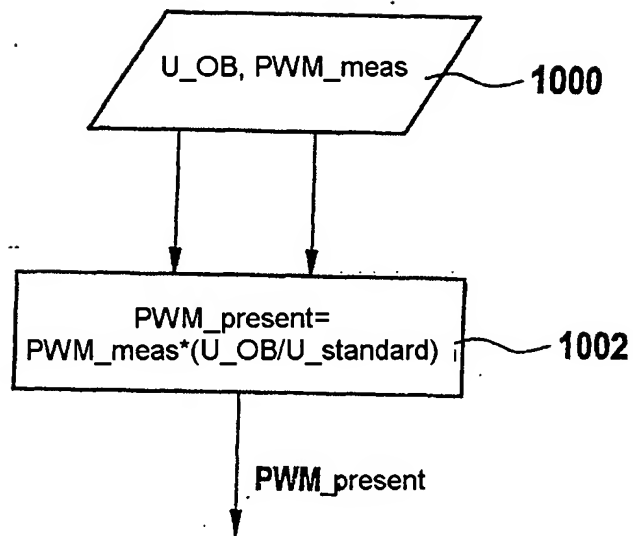 U_OB, PWM_meas
1000
PWM_present=
PWM_meas*(U_OB/U_standard)
1002
PWM_present